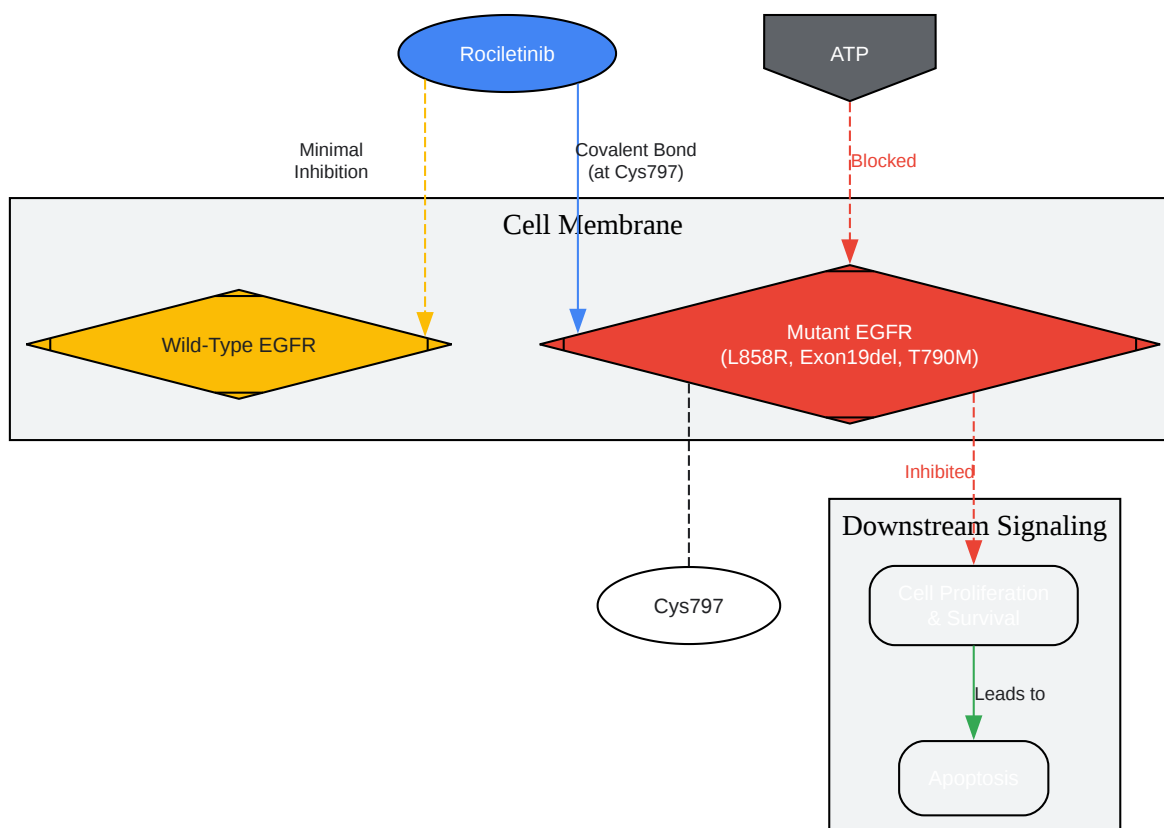 Rociletinib
ATP
Minimal
Inhibition
Covalent Bond
(at Cys797)
Blocked
Cell Membrane
Wild-Type EGFR
Mutant EGFR
(L858R, Exon19del, T790M)
Inhibited
Downstream Signaling
Cell Proliferation
& Survival
Cys797
Leads to
Apoptosis